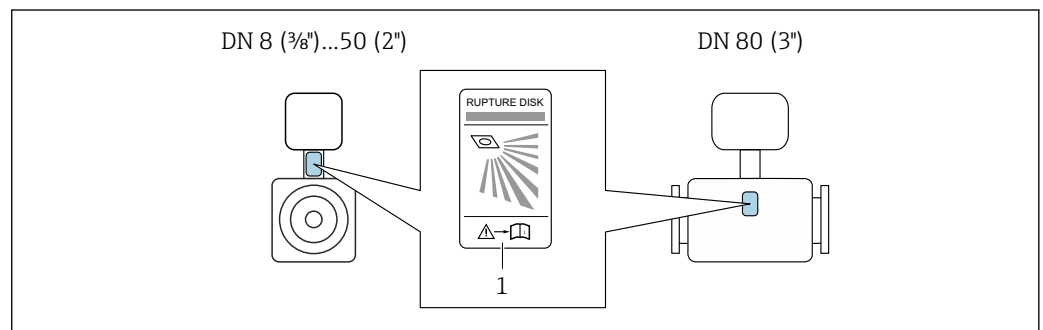 DN 8 (⅜")...50 (2")
DN 80 (3")
RUPTURE DISK
i
1